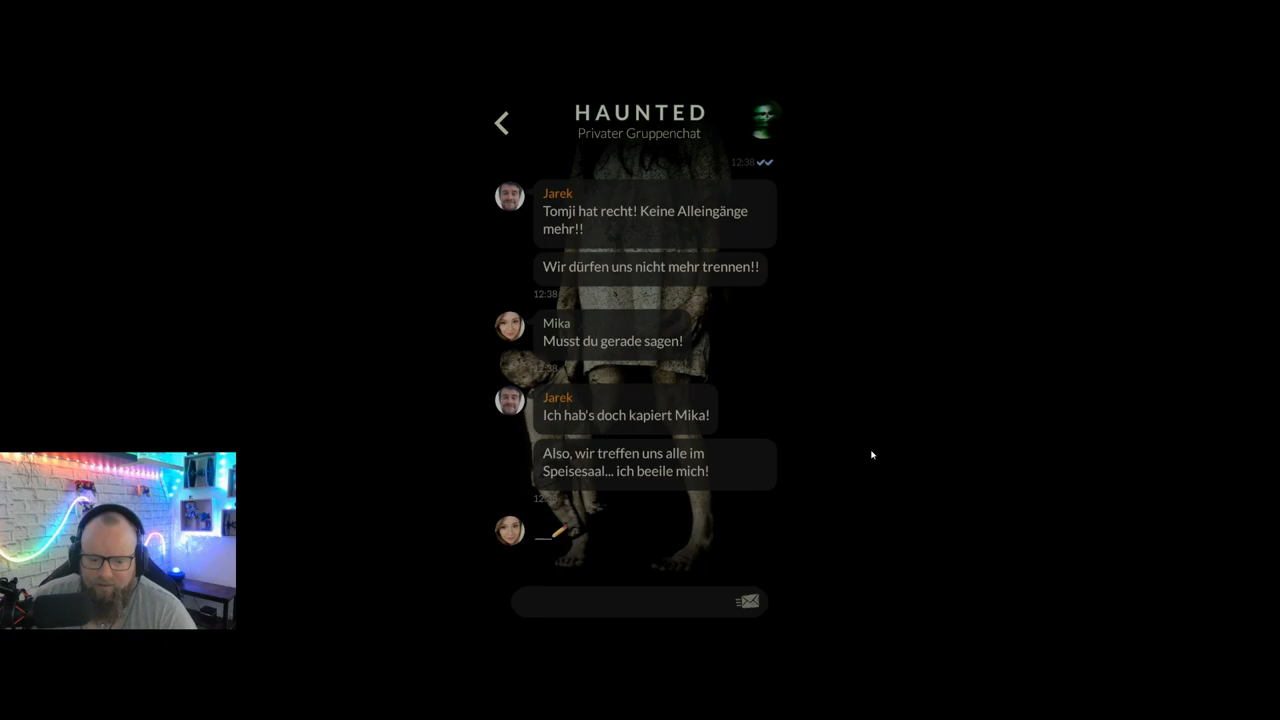 HAUNTED
Privater Gruppenchat
12:38
Jarek
Tomji hat recht! Keine Alleingänge
mehr!!
Wir dürfen uns nicht mehr trennen!!
12:38
Mika
Musst du gerade sagen!
12:38
Jarek
Ich hab's doch kapiert Mika!
Also, wir treffen uns alle im
Speisesaal... ich beeile mich!